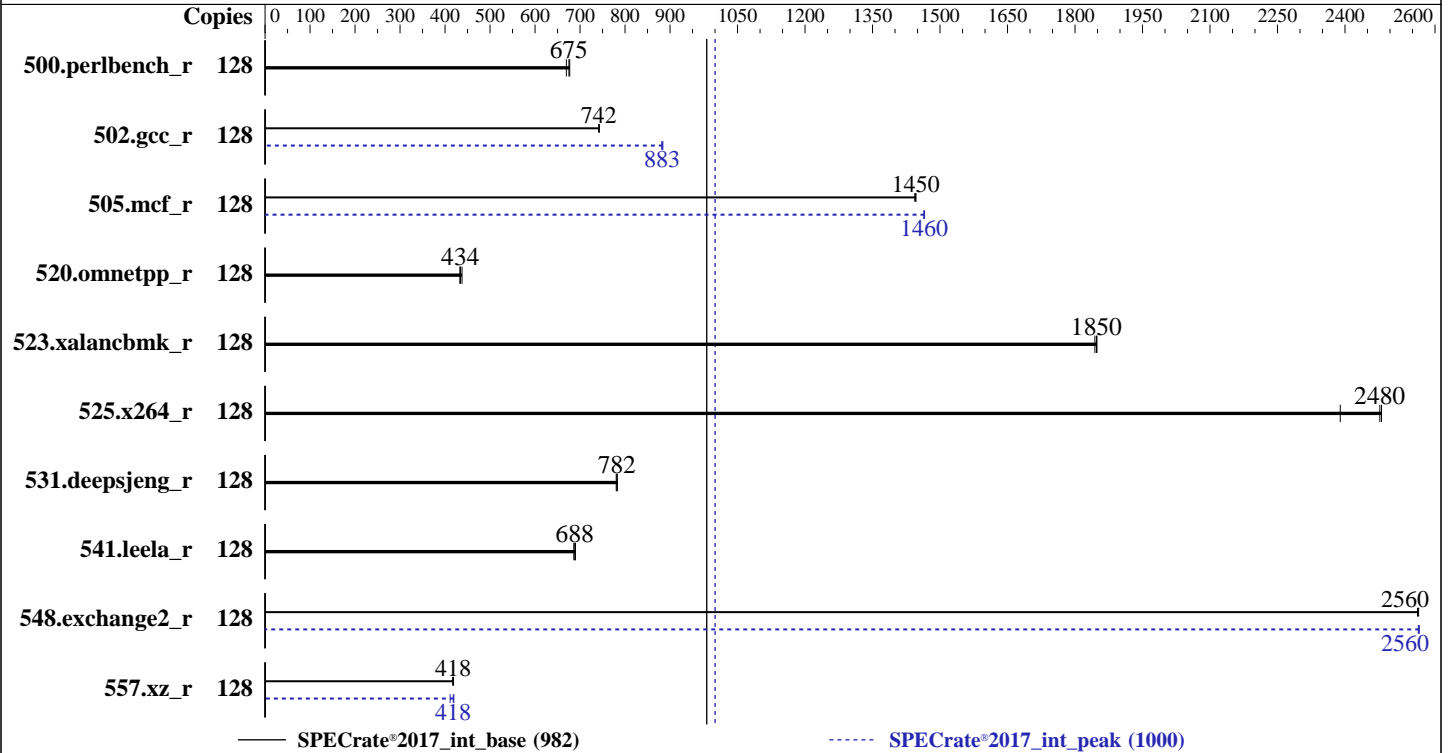 Copies 0 100 200 300 400 500 600 700 800 900 1050 1200 1350 1500 1650 1800 1950 2100 2250 2400 2600
675
500.perlbench_r 128
742
502.gcc_r 128
883
1450
505.mcf_r 128
1460
434
520.omnetpp_r 128
1850
523.xalancbmk_r 128
2480
525.x264_r 128
782
531.deepsjeng_r 128
688
541.leela_r 128
2560
548.exchange2_r 128
2560
418
557.xz_r 128
418
SPECrate®2017_int_base (982) SPECrate®2017_int_peak (1000)